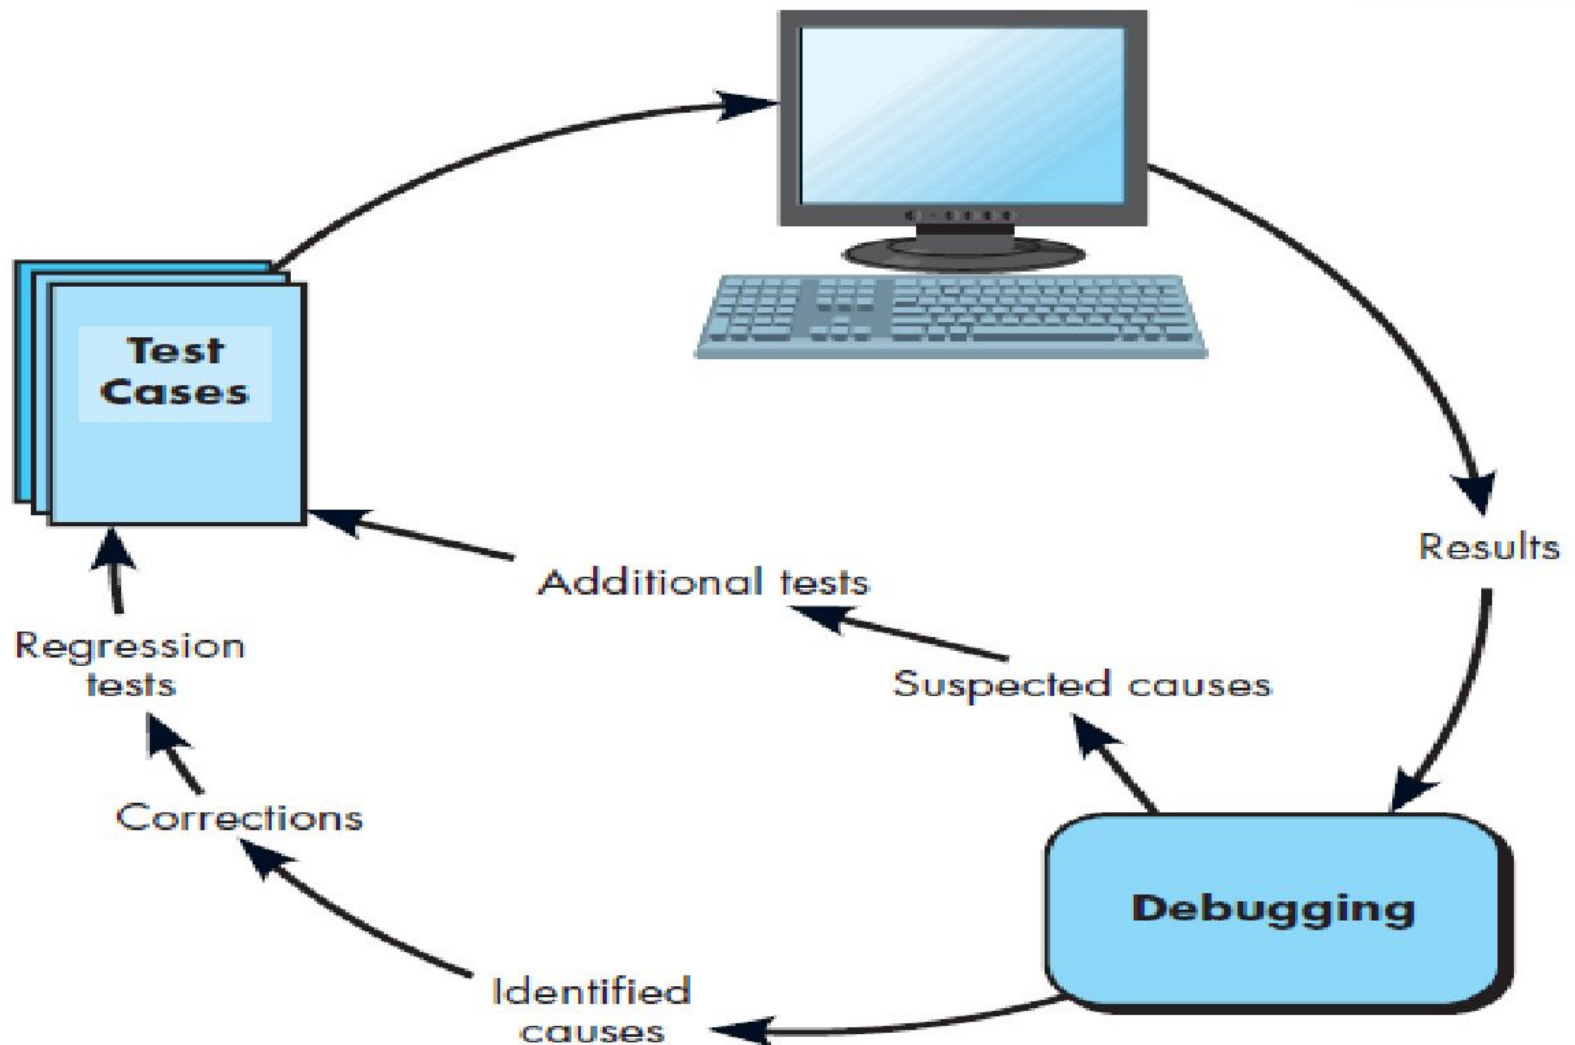 Test
Cases
Results
Additional tests
Regression
tests
Suspected causes
Corrections
Debugging
Identified
causes